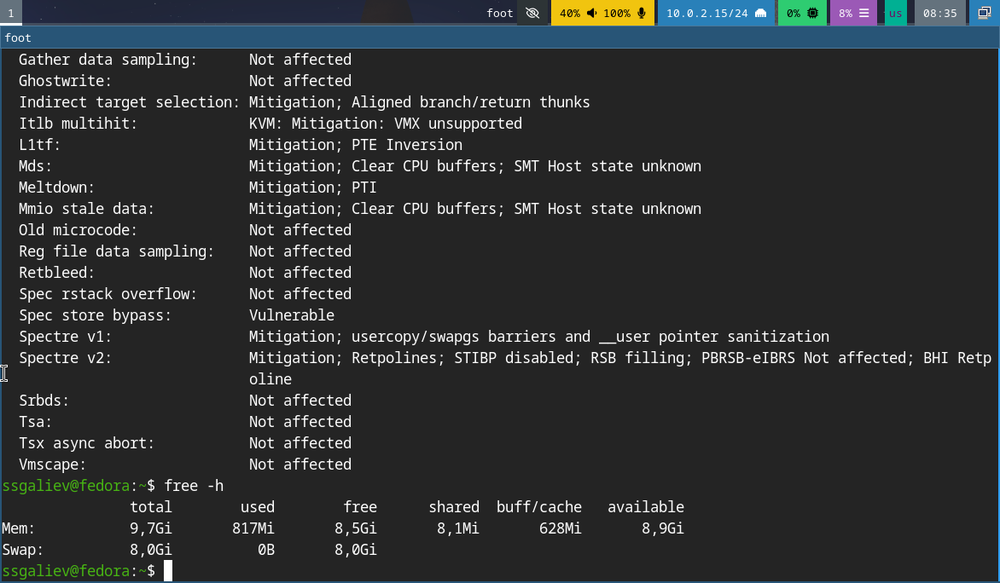 1 foot 40% 100% 10.0.2.15/24 0% 8% us 08:35
foot
Gather data sampling: Not affected
Ghostwrite: Not affected
Indirect target selection: Mitigation; Aligned branch/return thunks
Itlb multihit: KVM: Mitigation: VMX unsupported
L1tf: Mitigation; PTE Inversion
Mds: Mitigation; Clear CPU buffers; SMT Host state unknown
Meltdown: Mitigation; PTI
Mmio stale data: Mitigation; Clear CPU buffers; SMT Host state unknown
Old microcode: Not affected
Reg file data sampling: Not affected
Retbleed: Not affected
Spec rstack overflow: Not affected
Spec store bypass: Vulnerable
Spectre v1: Mitigation; usercopy/swapgs barriers and __user pointer sanitization
Spectre v2: Mitigation; Retpolines; STIBP disabled; RSB filling; PBRSB-eIBRS Not affected; BHI Retp
oline
Srbds: Not affected
Tsa: Not affected
Tsx async abort: Not affected
Vmscape: Not affected
ssgaliev@fedora:~$ free -h
total used free shared buff/cache available
Mem: 9,7Gi 817Mi 8,5Gi 8,1Mi 628Mi 8,9Gi
Swap: 8,0Gi 0B 8,0Gi
ssgaliev@fedora:~$